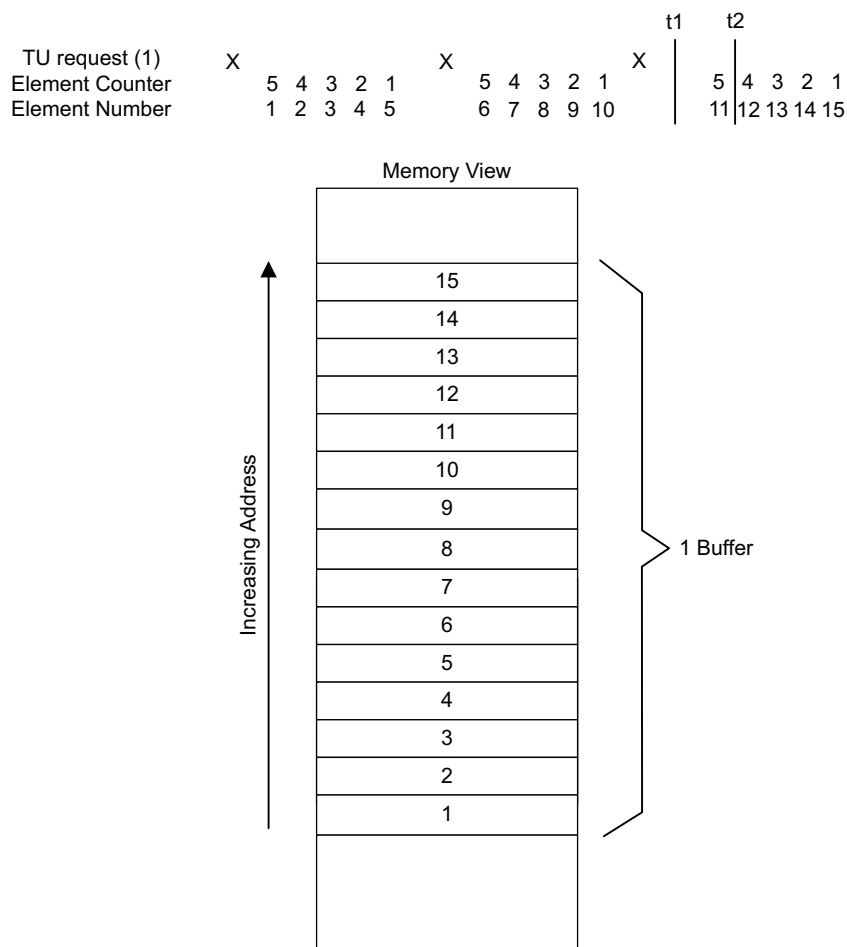 t1 t2
TU request (1) X X X
Element Counter 5 4 3 2 1 5 4 3 2 1 5 4 3 2 1
Element Number 1 2 3 4 5 6 7 8 9 10 11 12 13 14 15
Memory View
15
14
13
12
11
10
9
8
7
6
5
4
3
2
1
Increasing Address
1 Buffer